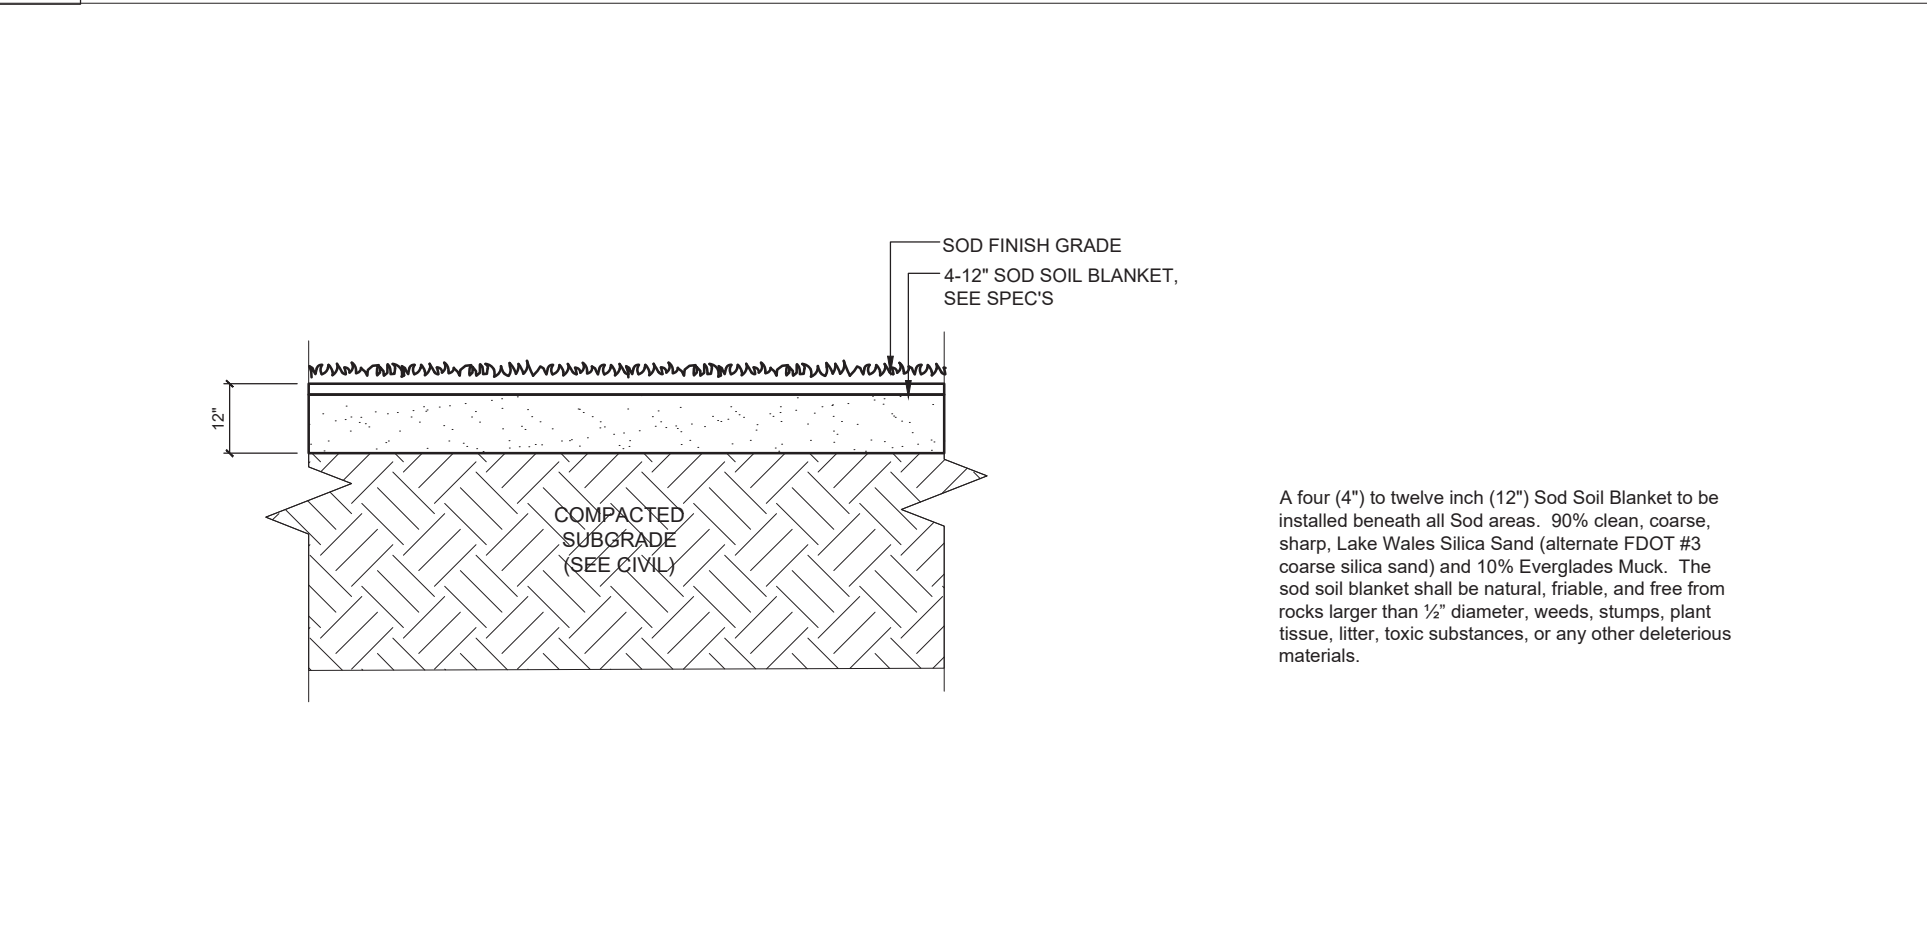 SOD FINISH GRADE
4-12" SOD SOIL BLANKET,
SEE SPEC'S
12"
COMPACTED
SUBGRADE
(SEE CIVIL)
A four (4") to twelve inch (12") Sod Soil Blanket to be
installed beneath all Sod areas.  90% clean, coarse,
sharp, Lake Wales Silica Sand (alternate FDOT #3
coarse silica sand) and 10% Everglades Muck.  The
sod soil blanket shall be natural, friable, and free from
rocks larger than ½” diameter, weeds, stumps, plant
tissue, litter, toxic substances, or any other deleterious
materials.